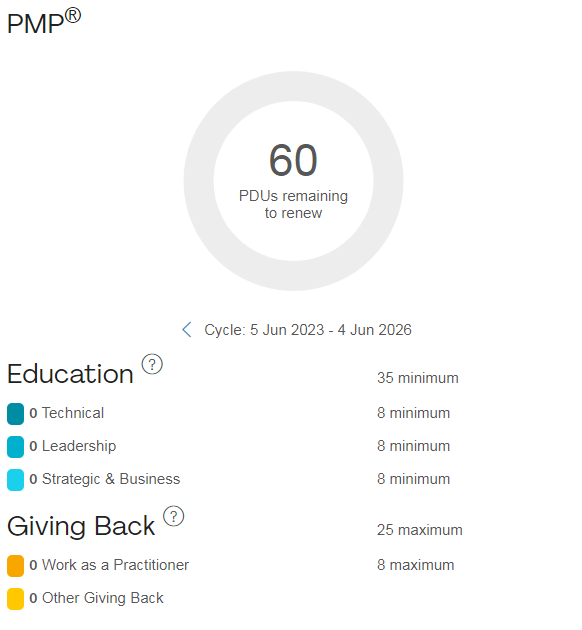 PMP®
60
PDUs remaining
to renew
Cycle: 5 Jun 2023 - 4 Jun 2026
Education ?
35 minimum
0 Technical
8 minimum
0 Leadership
8 minimum
0 Strategic & Business
8 minimum
Giving Back ?
25 maximum
0 Work as a Practitioner
8 maximum
0 Other Giving Back